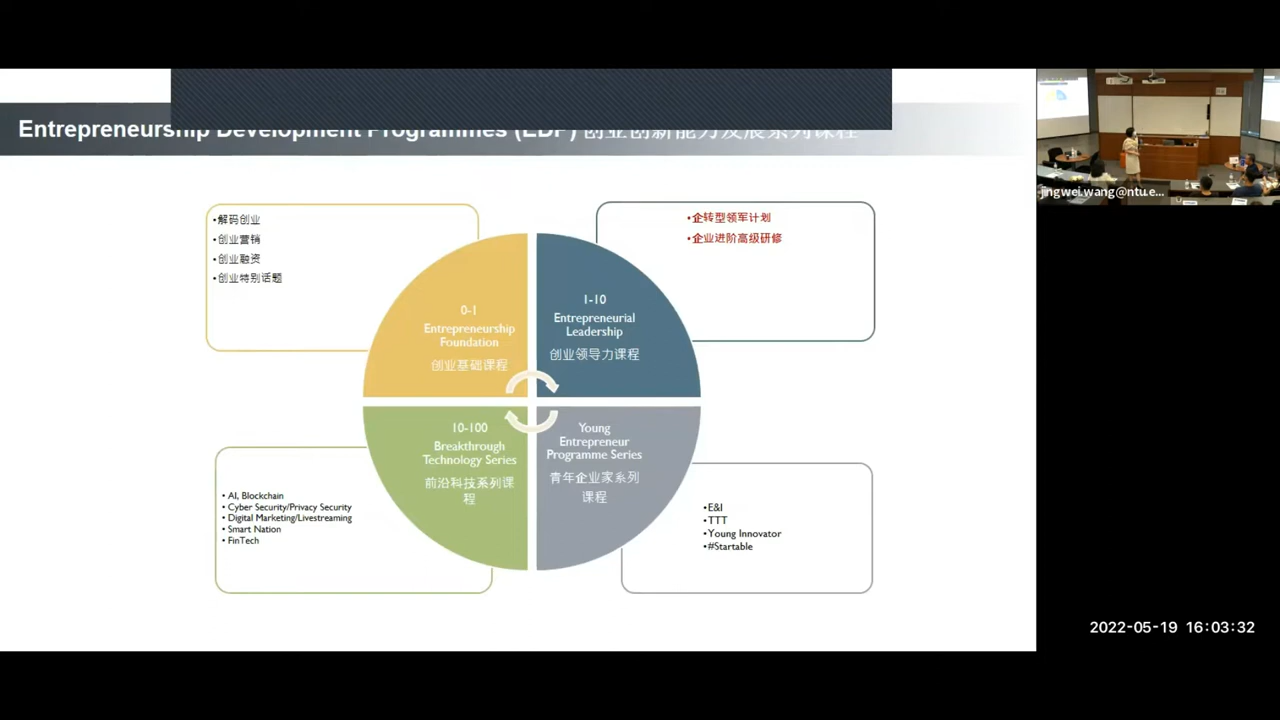 Entrepreneurship Development Programmes (EDP) 创业创新能力发展系列课程
•解码创业
•创业营销
•创业融资
•创业特别话题
•企转型领军计划
•企业进阶高级研修
0-1
Entrepreneurship
Foundation
创业基础课程
1-10
Entrepreneurial
Leadership
创业领导力课程
10-100
Breakthrough
Technology Series
前沿科技系列课
程
Young
Entrepreneur
Programme Series
青年企业家系列
课程
• AI, Blockchain
• Cyber Security/Privacy Security
• Digital Marketing/Livestreaming
• Smart Nation
• FinTech
•E&I
•TTT
•Young Innovator
•#Startable
jingwei.wang@ntu.e...
2022-05-19 16:03:32